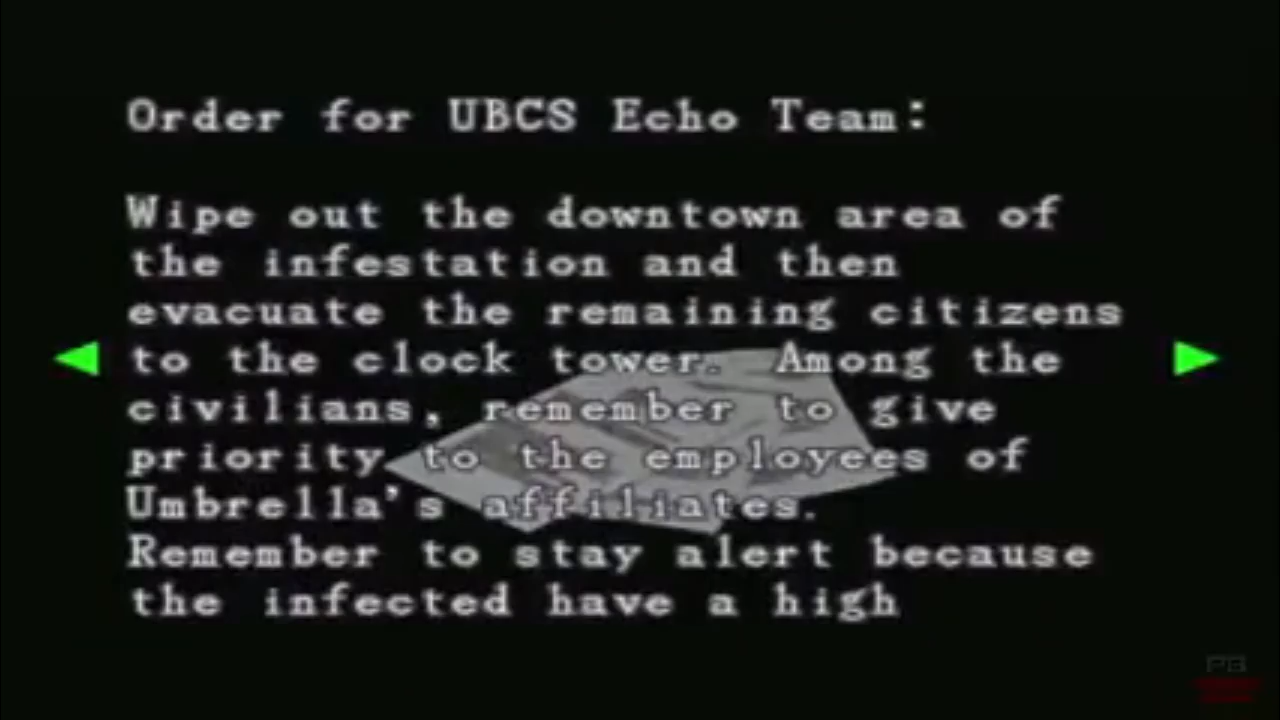 Order for UBCS Echo Team:
Wipe out the downtown area of
the infestation and then
evacuate the remaining citizens
to the clock tower. Among the
civilians, remember to give
priority to the employees of
Umbrella's affiliates.
Remember to stay alert because
the infected have a high
PB